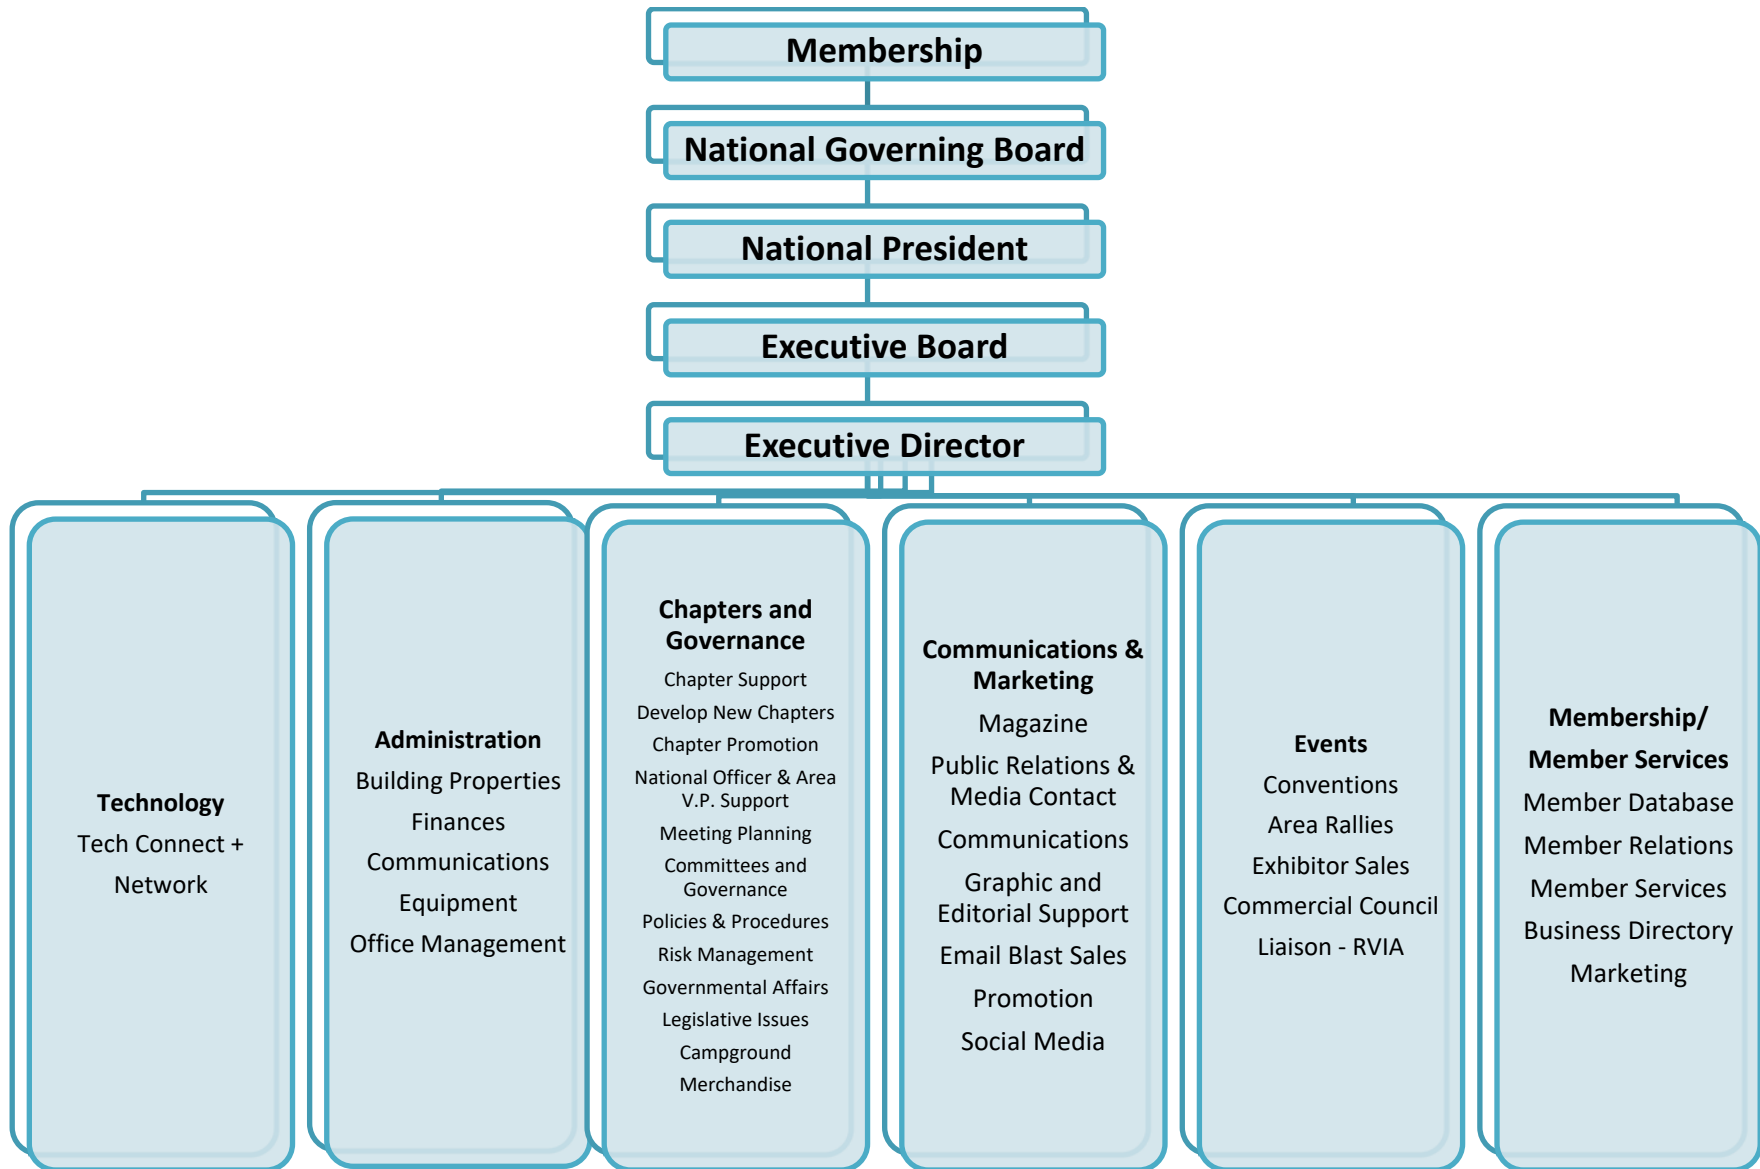 Membership
National Governing Board
National President
Executive Board
Executive Director
Technology
Tech Connect +
Network
Administration
Building Properties
Finances
Communications
Equipment
Office Management
Chapters and
Governance
Chapter Support
Develop New Chapters
Chapter Promotion
National Officer & Area
V.P. Support
Meeting Planning
Committees and
Governance
Policies & Procedures
Risk Management
Governmental Affairs
Legislative Issues
Campground
Merchandise
Communications &
Marketing
Magazine
Public Relations &
Media Contact
Communications
Graphic and
Editorial Support
Email Blast Sales
Promotion
Social Media
Events
Conventions
Area Rallies
Exhibitor Sales
Commercial Council
Liaison - RVIA
Membership/
Member Services
Member Database
Member Relations
Member Services
Business Directory
Marketing